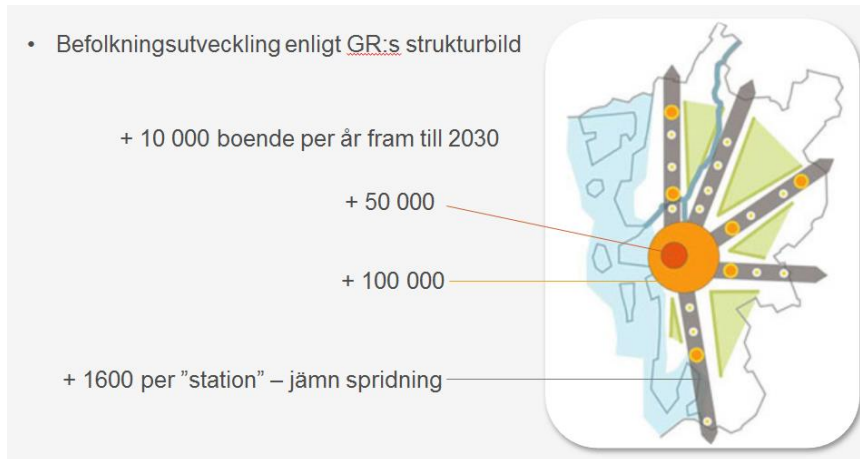 • Befolkningsutveckling enligt GR:s strukturbild
+ 10 000 boende per år fram till 2030
+ 50 000
+ 100 000
+ 1600 per ”station” – jämn spridning